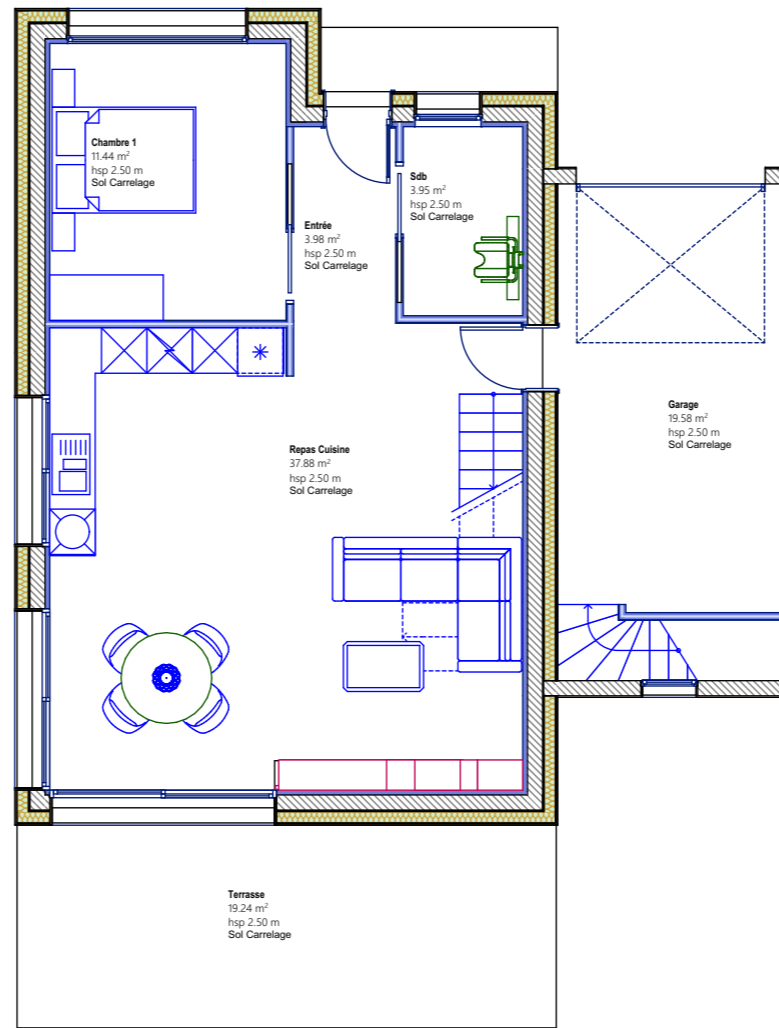 Chambre 1
11.44 m²
hsp 2.50 m
Sol Carrelage
Sdb
3.95 m²
hsp 2.50 m
Sol Carrelage
Entrée
3.98 m²
hsp 2.50 m
Sol Carrelage
Garage
19.58 m²
hsp 2.50 m
Sol Carrelage
Repas Cuisine
37.88 m²
hsp 2.50 m
Sol Carrelage
Terrasse
19.24 m²
hsp 2.50 m
Sol Carrelage